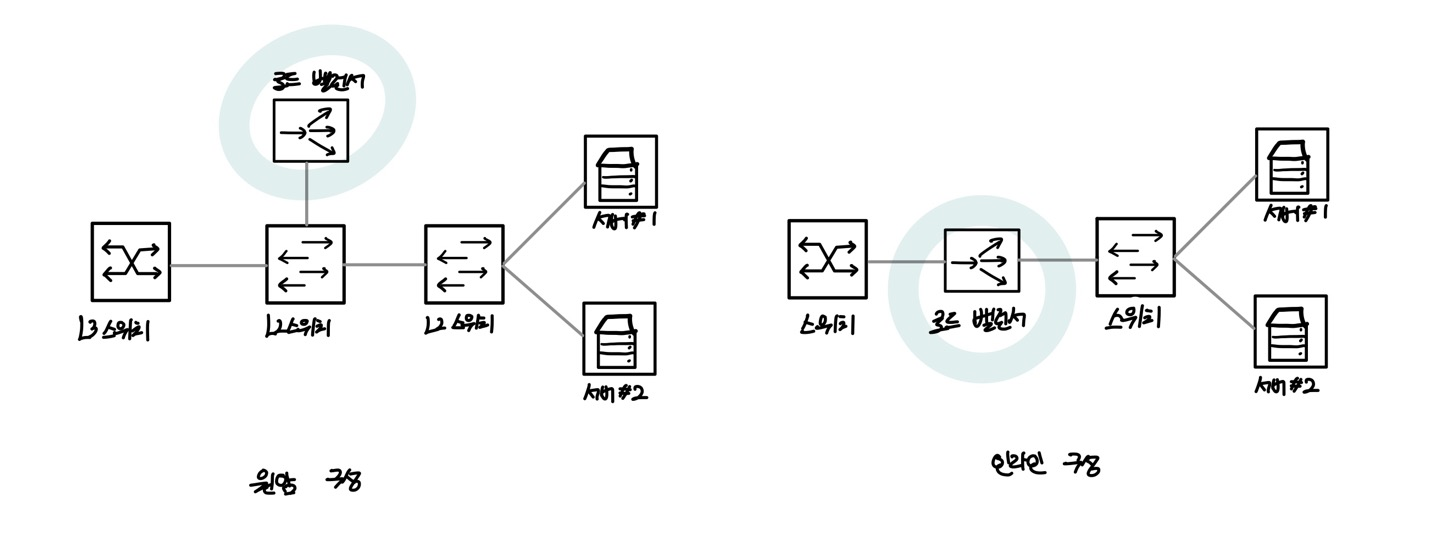 로드 밸런서
서버#1
L3 스위치
L2 스위치
L2 스위치
서버#2
원암 구성
서버#1
스위치
로드 밸런서
스위치
서버#2
인라인 구성